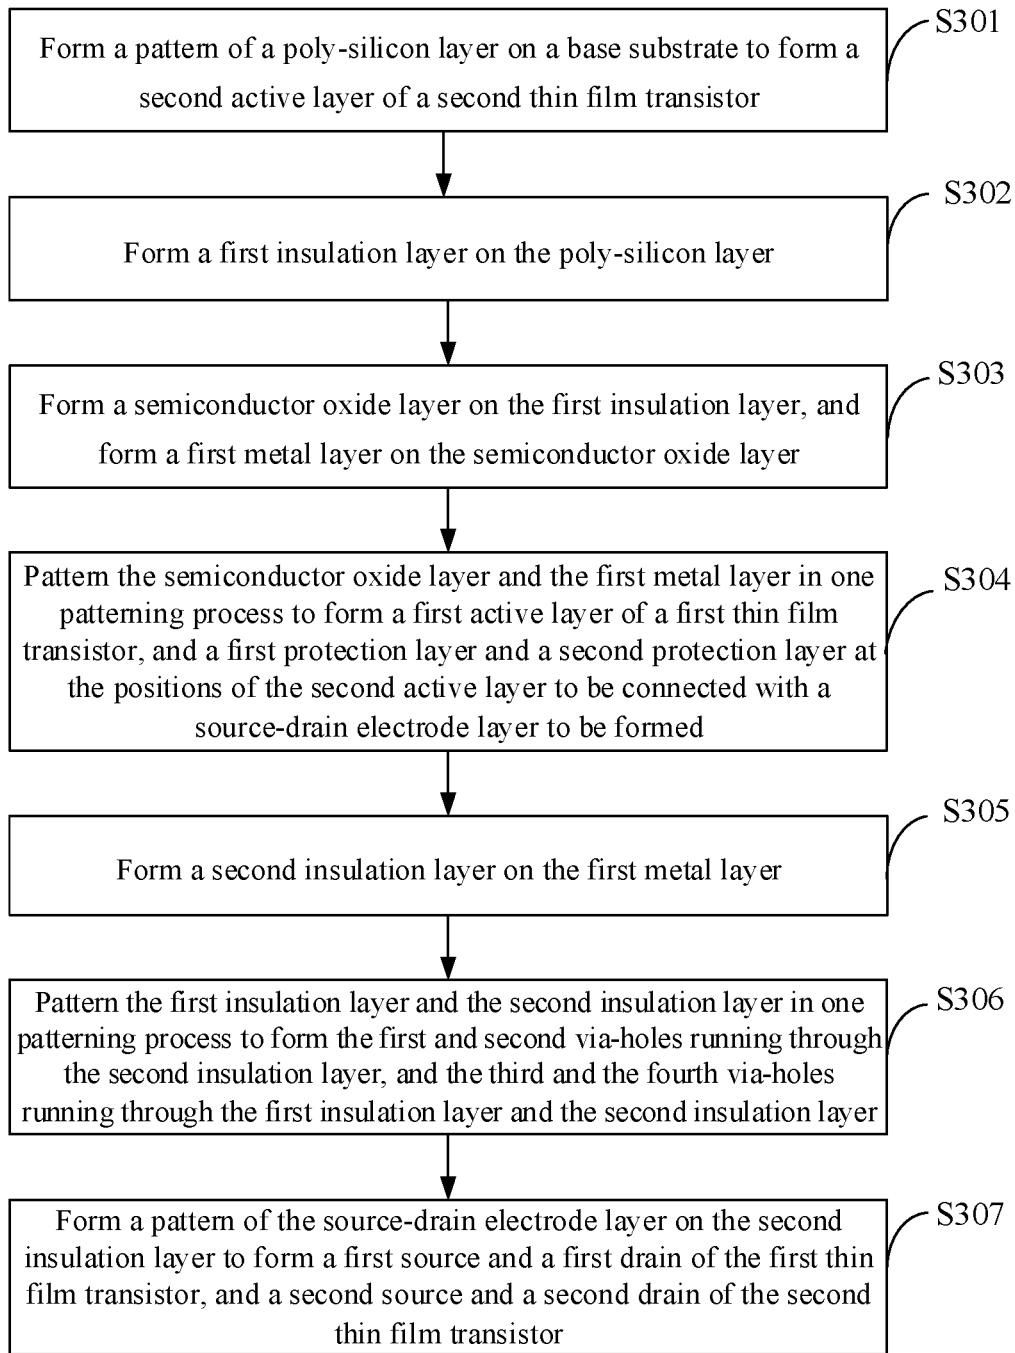 S301
Form a pattern of a poly-silicon layer on a base substrate to form a
second active layer of a second thin film transistor
S302
Form a first insulation layer on the poly-silicon layer
S303
Form a semiconductor oxide layer on the first insulation layer, and
form a first metal layer on the semiconductor oxide layer
S304
Pattern the semiconductor oxide layer and the first metal layer in one
patterning process to form a first active layer of a first thin film
transistor, and a first protection layer and a second protection layer at
the positions of the second active layer to be connected with a
source-drain electrode layer to be formed
S305
Form a second insulation layer on the first metal layer
S306
Pattern the first insulation layer and the second insulation layer in one
patterning process to form the first and second via-holes running through
the second insulation layer, and the third and the fourth via-holes
running through the first insulation layer and the second insulation layer
S307
Form a pattern of the source-drain electrode layer on the second
insulation layer to form a first source and a first drain of the first thin
film transistor, and a second source and a second drain of the second
thin film transistor